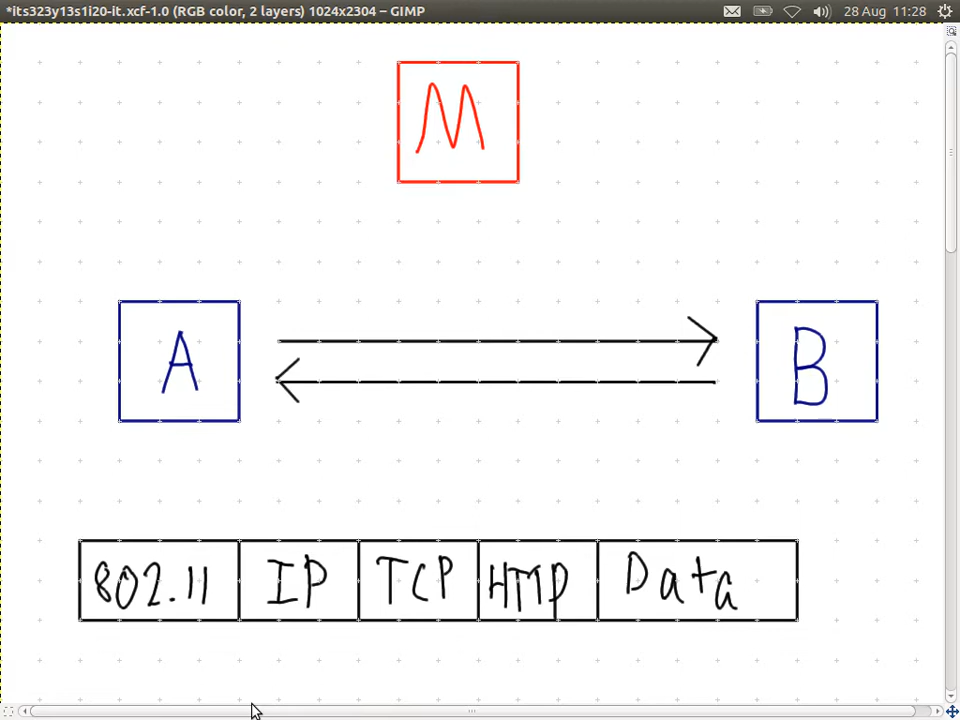 *its323y13s1i20-it.xcf-1.0 (RGB color, 2 layers) 1024x2304 – GIMP 28 Aug 11:28
M
A B
802.11 IP TCP HTTP Data